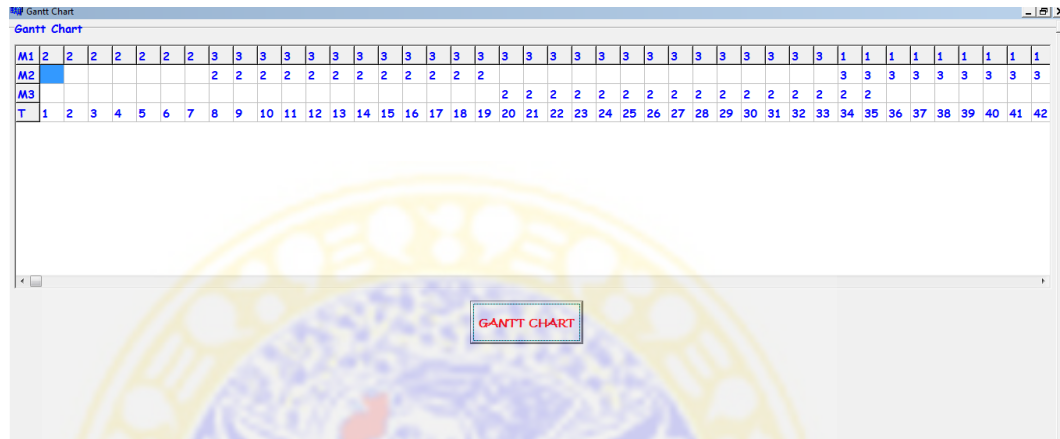 Gantt Chart
Gantt Chart
M1 2 2 2 2 2 2 2 3 3 3 3 3 3 3 3 3 3 3 3 3 3 3 3 3 3 3 3 3 3 3 3 3 3 1 1 1 1 1 1 1 1 1
M2 2 2 2 2 2 2 2 2 2 2 2 2 3 3 3 3 3 3 3 3 3
M3 2 2 2 2 2 2 2 2 2 2 2 2 2 2 2 2
T 1 2 3 4 5 6 7 8 9 10 11 12 13 14 15 16 17 18 19 20 21 22 23 24 25 26 27 28 29 30 31 32 33 34 35 36 37 38 39 40 41 42
GANTT CHART